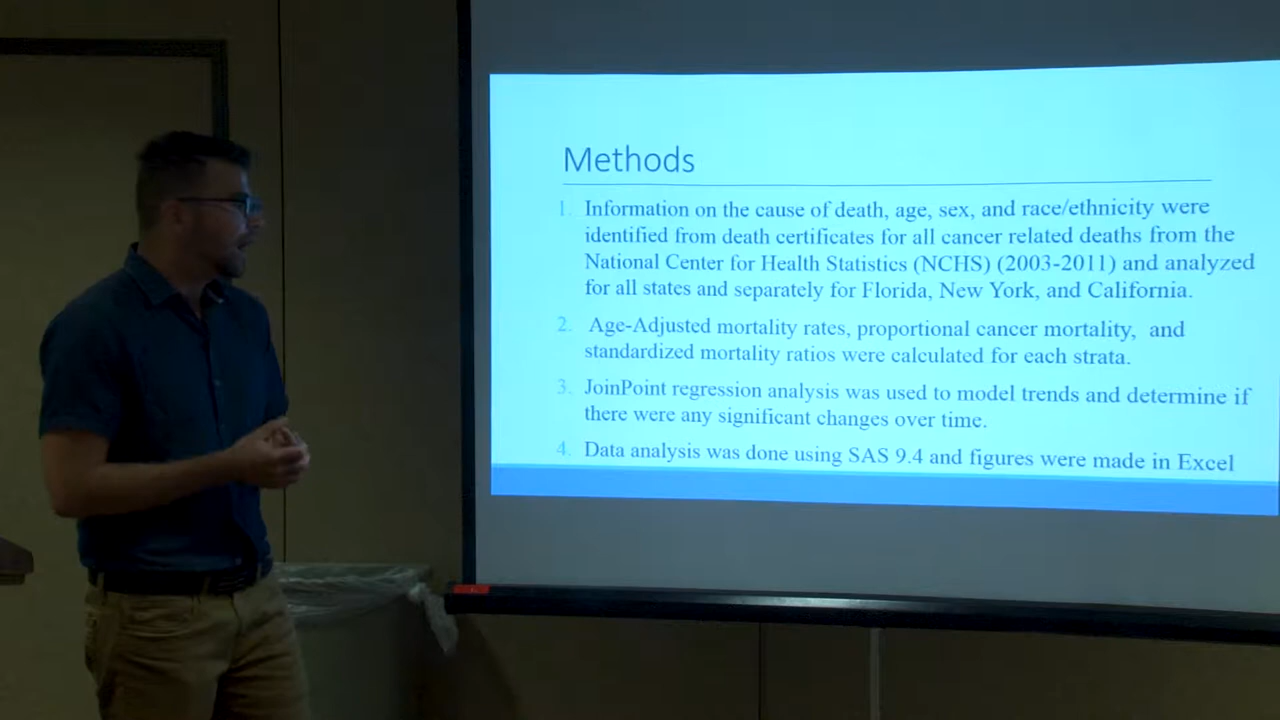 Methods
1. Information on the cause of death, age, sex, and race/ethnicity were
identified from death certificates for all cancer related deaths from the
National Center for Health Statistics (NCHS) (2003-2011) and analyzed
for all states and separately for Florida, New York, and California.
2. Age-Adjusted mortality rates, proportional cancer mortality, and
standardized mortality ratios were calculated for each strata.
3. JoinPoint regression analysis was used to model trends and determine if
there were any significant changes over time.
4. Data analysis was done using SAS 9.4 and figures were made in Excel